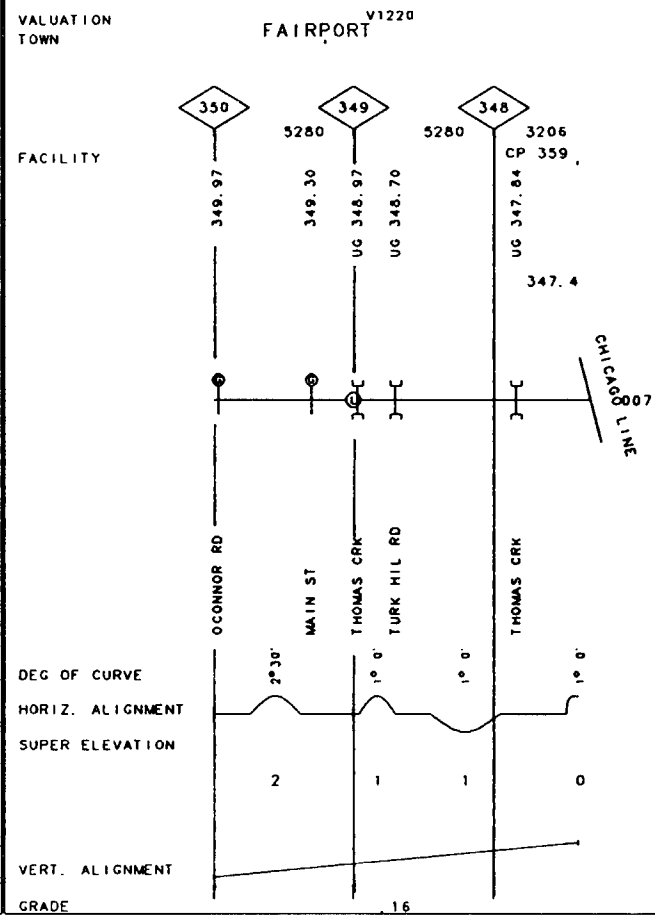 VALUATION V1220
TOWN FAIRPORT
350 349 348
5280 5280 3206
FACILITY CP 359
349.97
349.30
UG 348.97
UG 348.70
UG 347.84
347.4
G G L
CHICAGO LINE
007
OCONNOR RD
MAIN ST
THOMAS CRK
TURK HIL RD
THOMAS CRK
DEG OF CURVE 2°30' 1°0' 1°0' 1°0'
HORIZ. ALIGNMENT
SUPER ELEVATION
2 1 1 0
VERT. ALIGNMENT
GRADE .16